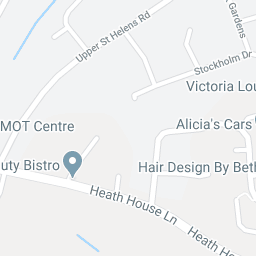 Upper St Helens Rd
Gardens
Stockholm Dr
Victoria Lou
MOT Centre
Alicia's Cars
uty Bistro
Hair Design By Beth
Heath House Ln
Heath Ho